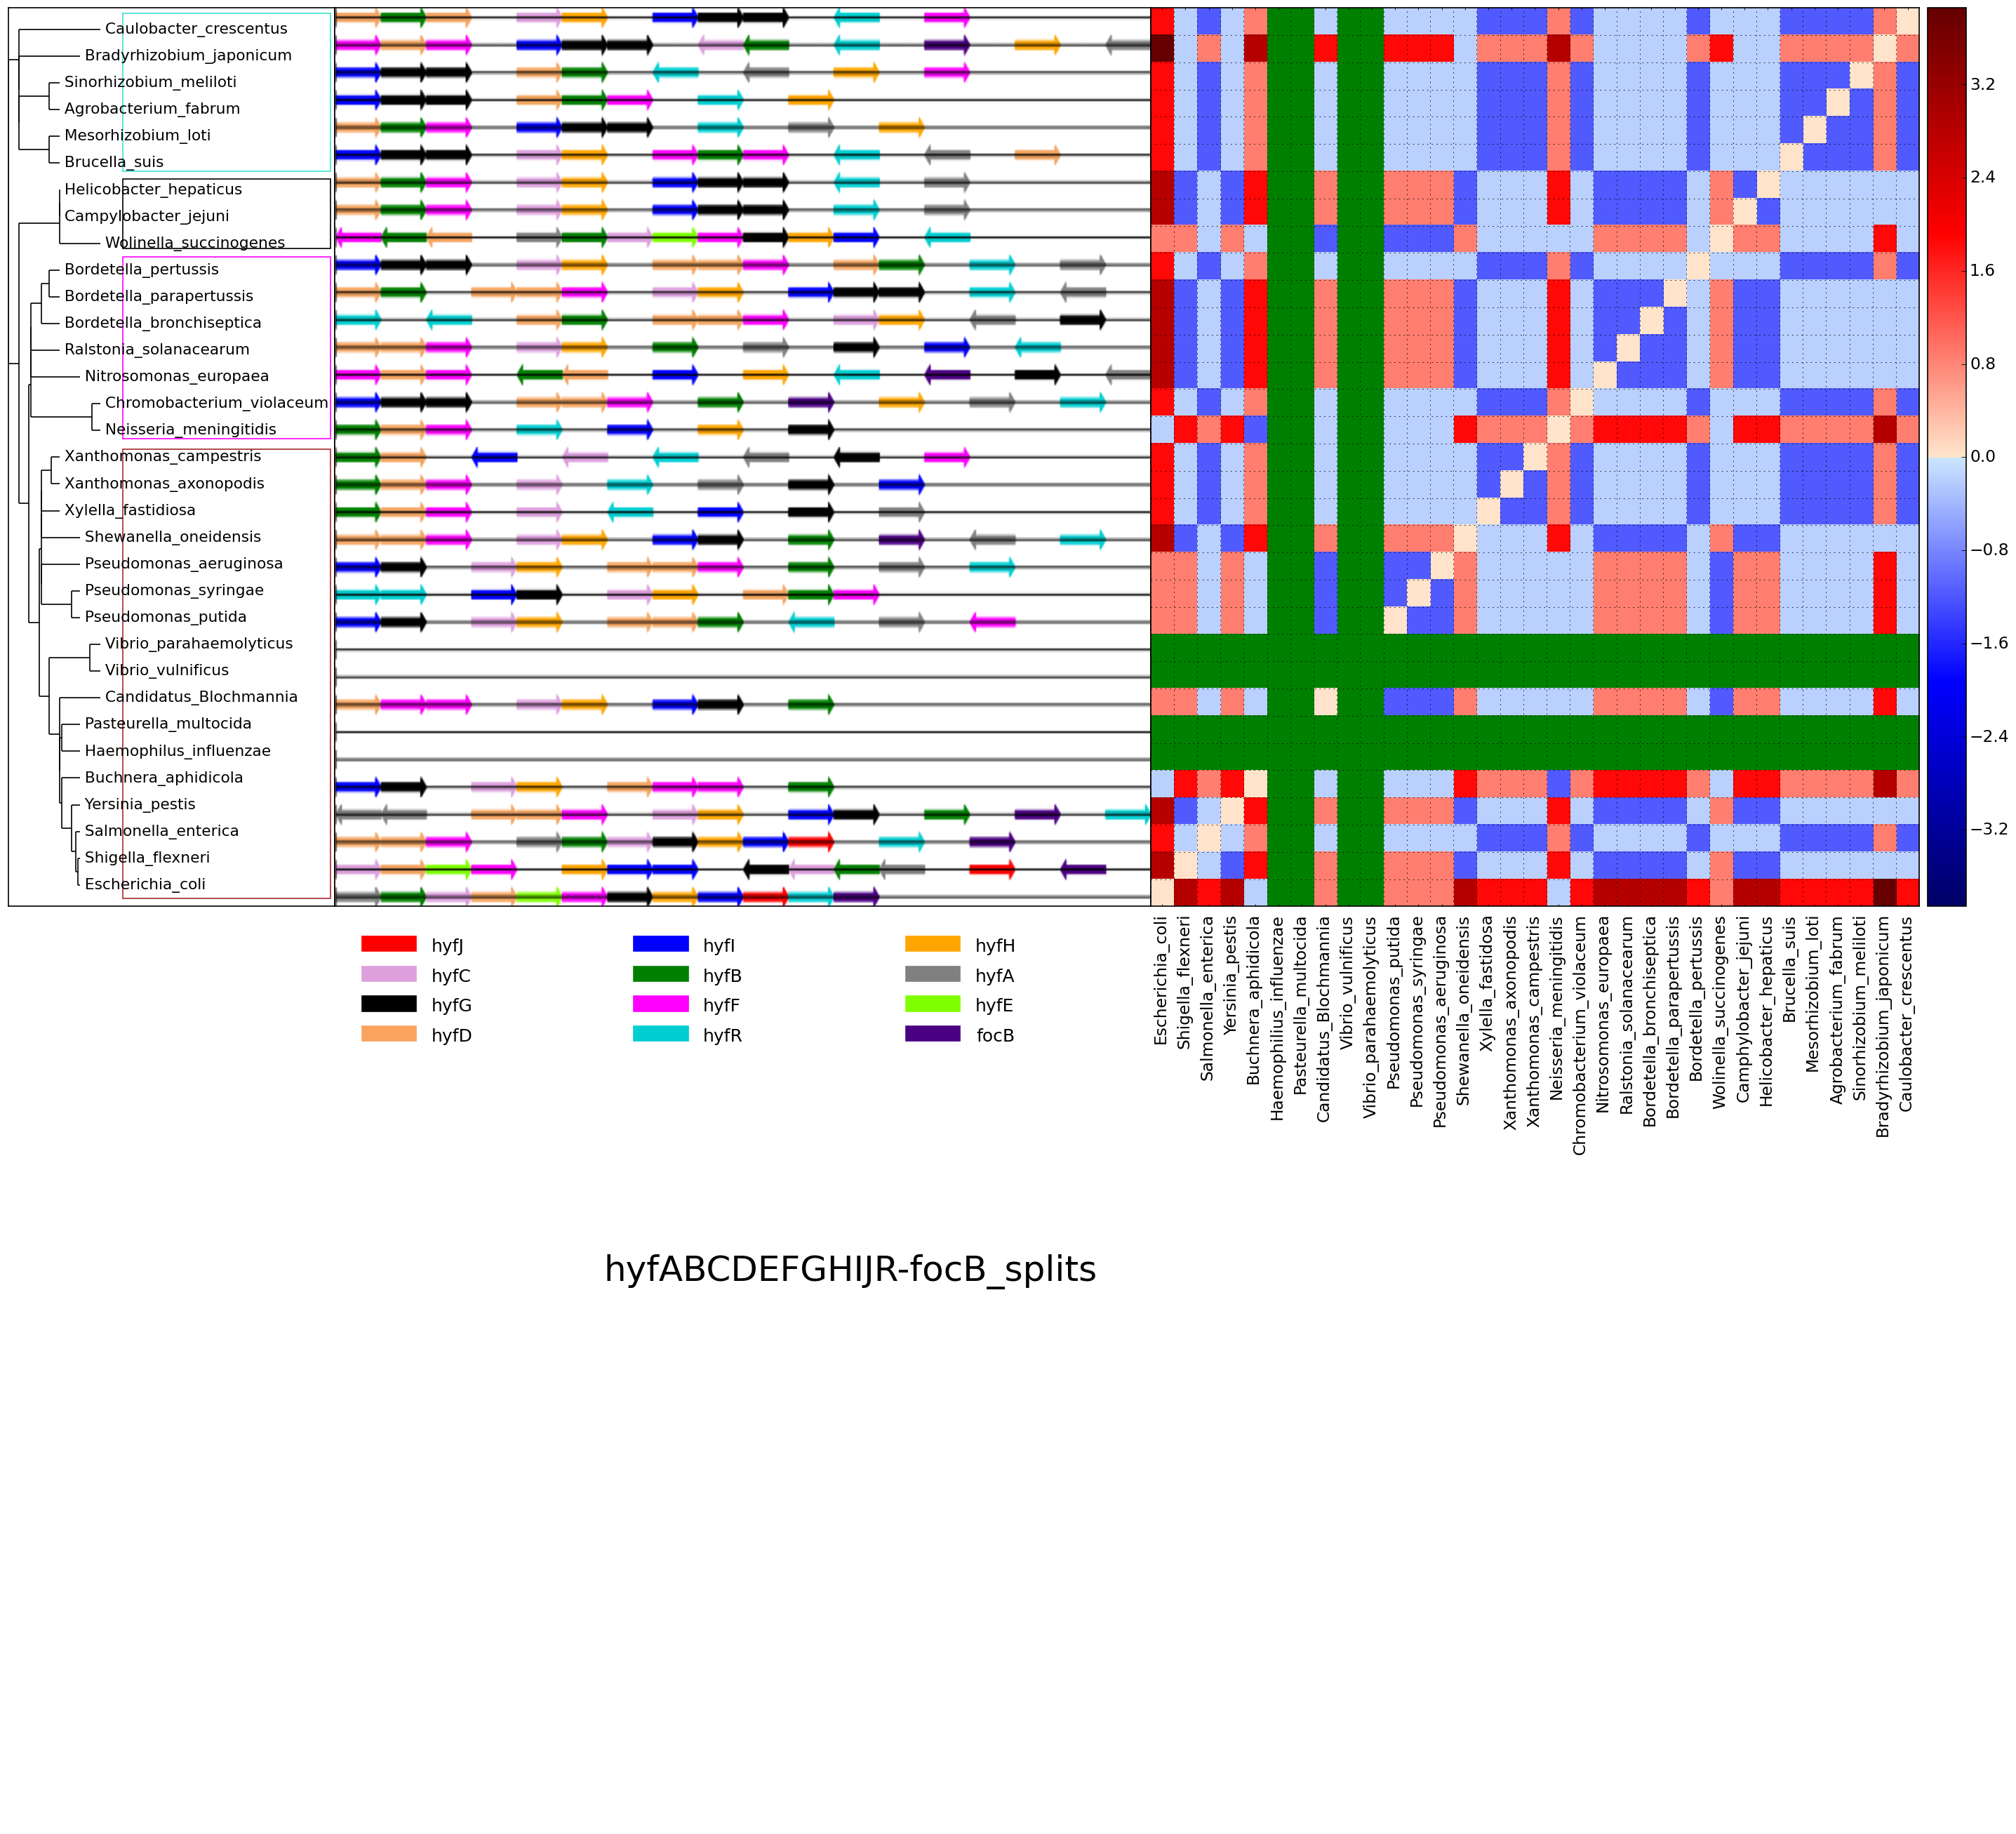 Caulobacter_crescentus
Bradyrhizobium_japonicum
Sinorhizobium_meliloti
Agrobacterium_fabrum
Mesorhizobium_loti
Brucella_suis
Helicobacter_hepaticus
Campylobacter_jejuni
Wolinella_succinogenes
Bordetella_pertussis
Bordetella_parapertussis
Bordetella_bronchiseptica
Ralstonia_solanacearum
Nitrosomonas_europaea
Chromobacterium_violaceum
Neisseria_meningitidis
Xanthomonas_campestris
Xanthomonas_axonopodis
Xylella_fastidiosa
Shewanella_oneidensis
Pseudomonas_aeruginosa
Pseudomonas_syringae
Pseudomonas_putida
Vibrio_parahaemolyticus
Vibrio_vulnificus
Candidatus_Blochmannia
Pasteurella_multocida
Haemophilus_influenzae
Buchnera_aphidicola
Yersinia_pestis
Salmonella_enterica
Shigella_flexneri
Escherichia_coli
3.2
2.4
1.6
0.8
0.0
−0.8
−1.6
−2.4
−3.2
Escherichia_coli
Shigella_flexneri
Salmonella_enterica
Yersinia_pestis
Buchnera_aphidicola
Haemophilius_influenzae
Pasteurella_multocida
Candidatus_Blochmannia
Vibrio_vulnificus
Vibrio_parahaemolyticus
Pseudomonas_putida
Pseudomonas_syringae
Pseudomonas_aeruginosa
Shewanella_oneidensis
Xylella_fastidosa
Xanthomonas_axonopodis
Xanthomonas_campestris
Neisseria_meningitidis
Chromobacterium_violaceum
Nitrosomonas_europaea
Ralstonia_solanacearum
Bordetella_bronchiseptica
Bordetella_parapertussis
Bordetella_pertussis
Wolinella_succinogenes
Camphylobacter_jejuni
Helicobacter_hepaticus
Brucella_suis
Mesorhizobium_loti
Agrobacterium_fabrum
Sinorhizobium_meliloti
Bradyrhizobium_japonicum
Caulobacter_crescentus
hyfJ hyfI hyfH
hyfC hyfB hyfA
hyfG hyfF hyfE
hyfD hyfR focB
hyfABCDEFGHIJR-focB_splits